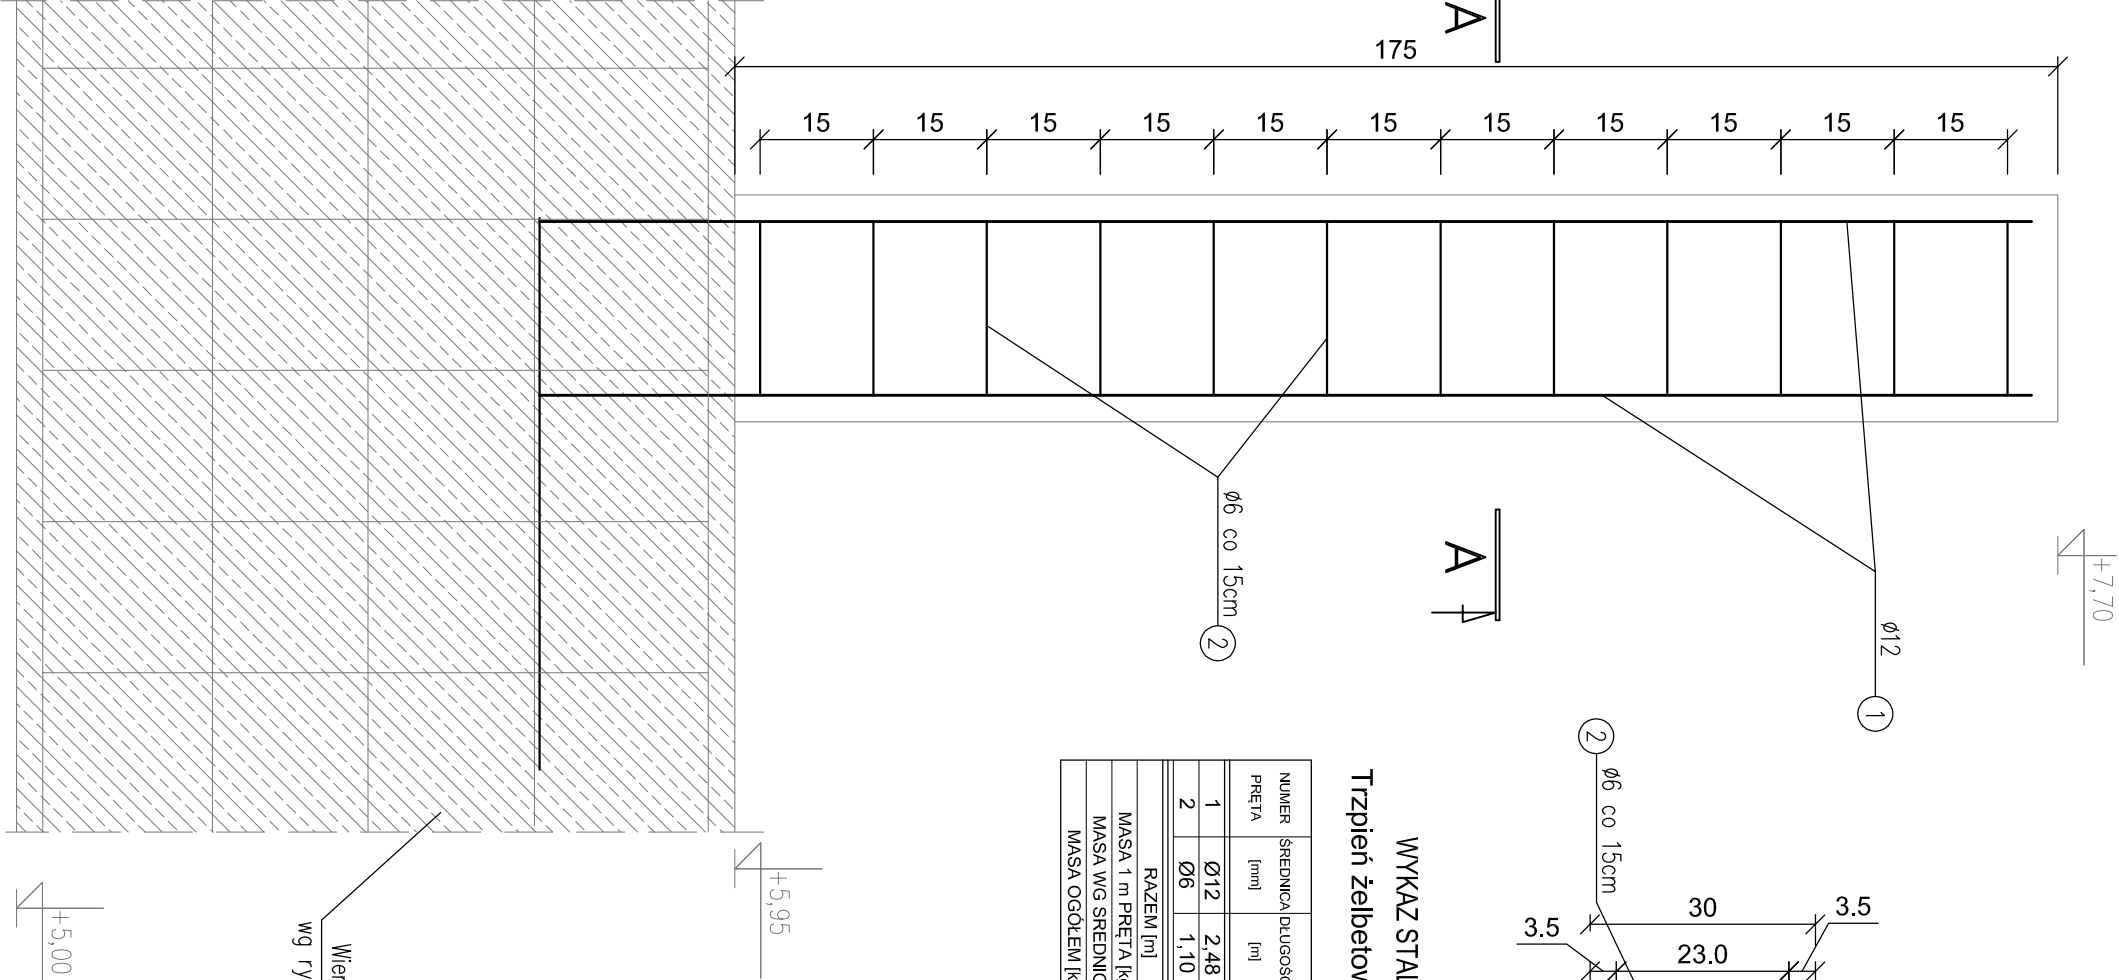 A
175
15 15 15 15 15 15 15 15 15 15 15
ø6 co 15cm
2
A
ø12
1
+7,70
+5,95
+5,00
2
ø6 co 15cm
30
3.5
3.5
23.0
WYKAZ STAL
Trzpień żelbetow
NUMER PRĘTA ŚREDNICA [mm] DŁUGOŚĆ [m]
1 Ø12 2,48
2 Ø6 1,10
RAZEM [m]
MASA 1 m PRĘTA [k
MASA WG ŚREDNIC
MASA OGÓŁEM [k
Wier
wg ry